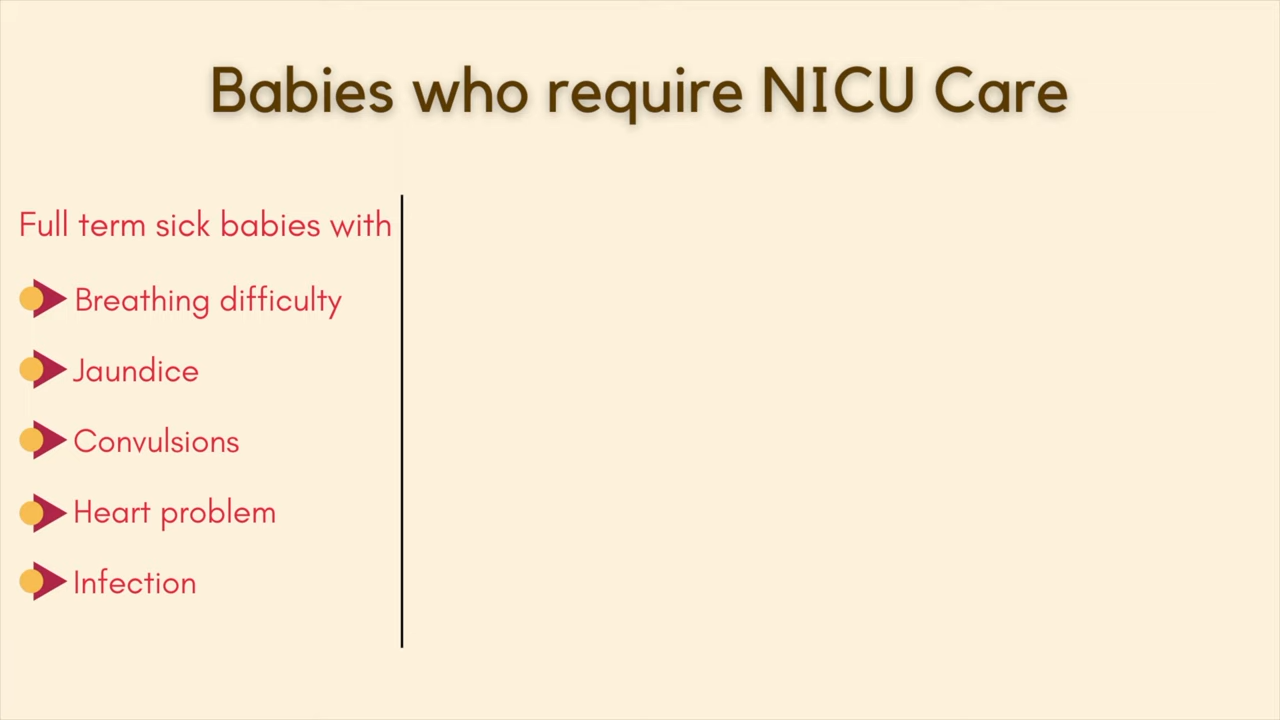 Babies who require NICU Care
Full term sick babies with
Breathing difficulty
Jaundice
Convulsions
Heart problem
Infection